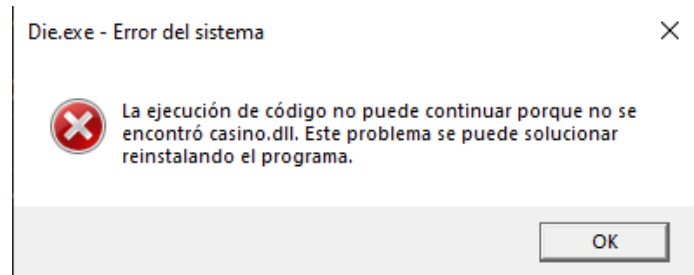 Die.exe - Error del sistema
La ejecución de código no puede continuar porque no se
encontró casino.dll. Este problema se puede solucionar
reinstalando el programa.
OK